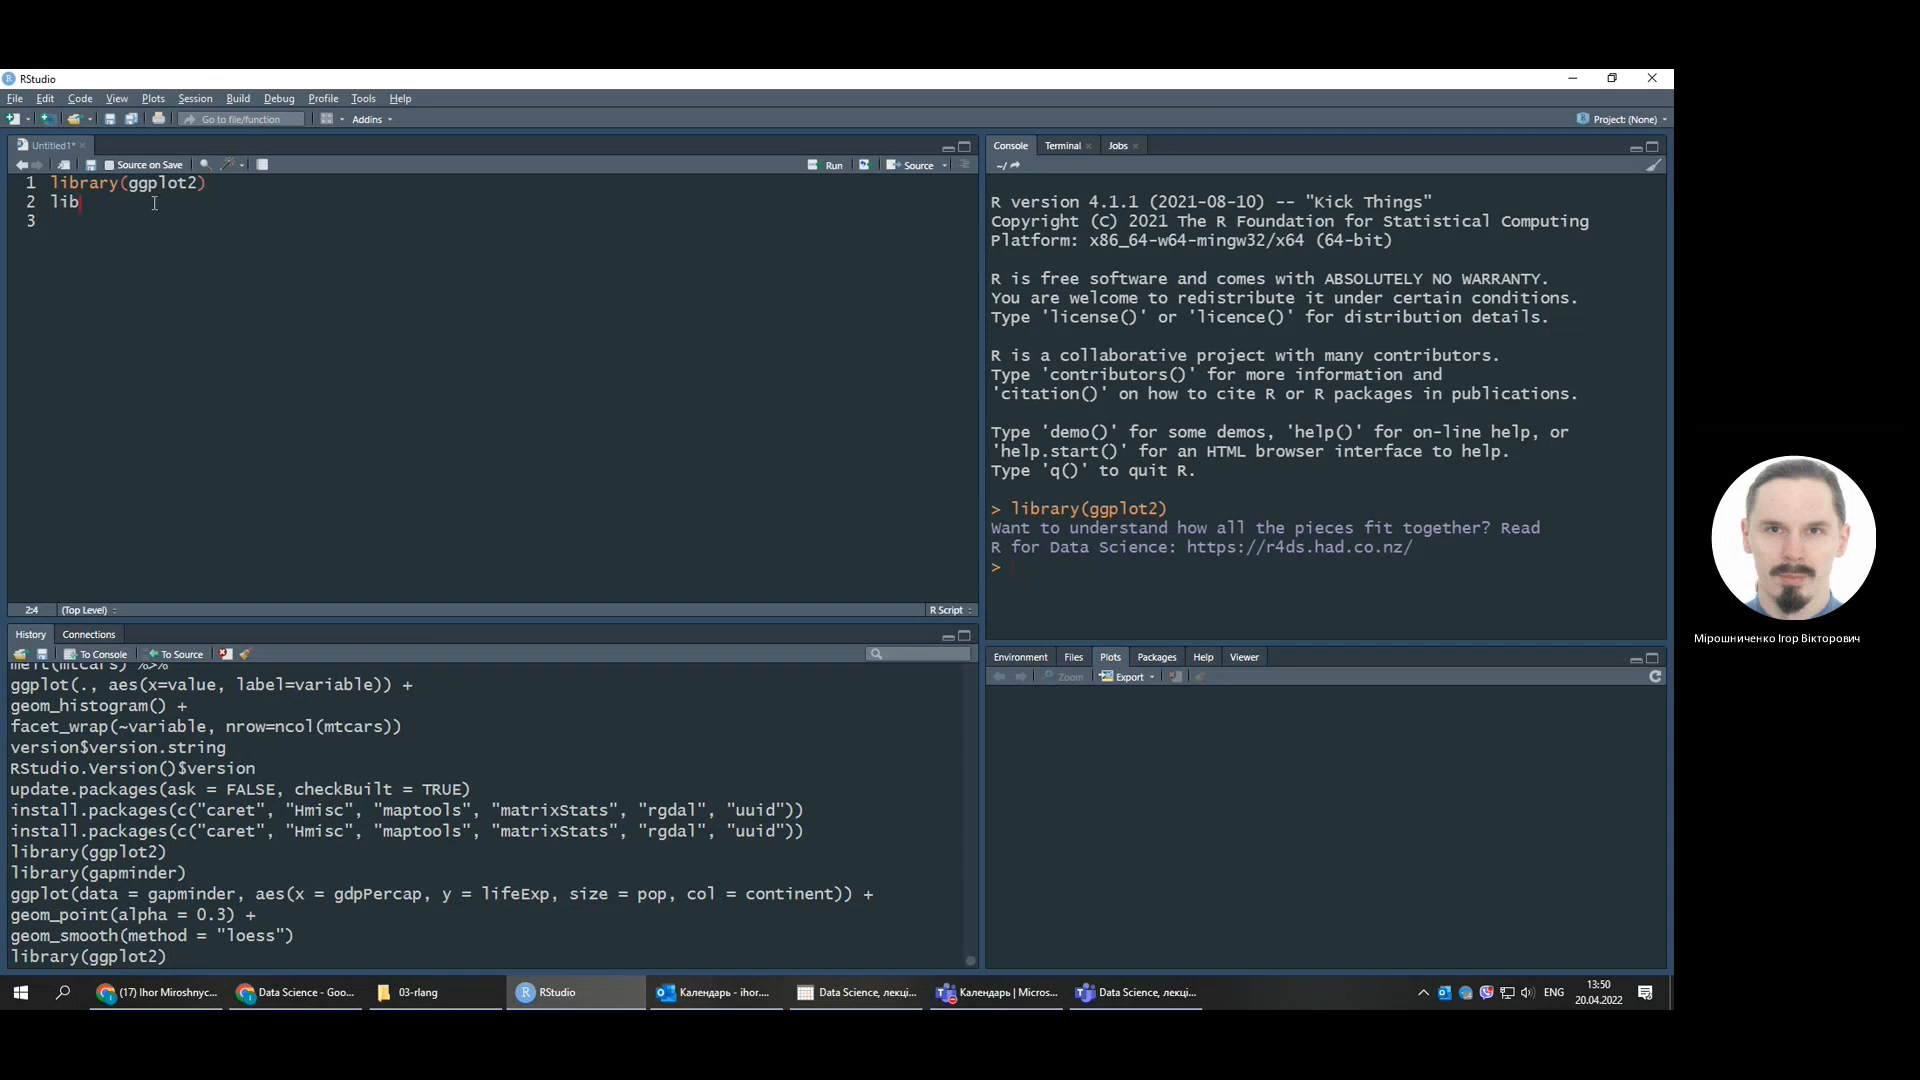 RStudio
File Edit Code View Plots Session Build Debug Profile Tools Help
Go to file/function Addins Project: (None)
Untitled1*
Source on Save Run Source
1 library(ggplot2)
2 lib
3
2:4 (Top Level) R Script
Console Terminal Jobs
~/
R version 4.1.1 (2021-08-10) -- "Kick Things"
Copyright (C) 2021 The R Foundation for Statistical Computing
Platform: x86_64-w64-mingw32/x64 (64-bit)
R is free software and comes with ABSOLUTELY NO WARRANTY.
You are welcome to redistribute it under certain conditions.
Type 'license()' or 'licence()' for distribution details.
R is a collaborative project with many contributors.
Type 'contributors()' for more information and
'citation()' on how to cite R or R packages in publications.
Type 'demo()' for some demos, 'help()' for on-line help, or
'help.start()' for an HTML browser interface to help.
Type 'q()' to quit R.
> library(ggplot2)
Want to understand how all the pieces fit together? Read
R for Data Science: https://r4ds.had.co.nz/
>
History Connections
To Console To Source
melt(mtcars) %>%
ggplot(., aes(x=value, label=variable)) +
geom_histogram() +
facet_wrap(~variable, nrow=ncol(mtcars))
version$version.string
RStudio.Version()$version
update.packages(ask = FALSE, checkBuilt = TRUE)
install.packages(c("caret", "Hmisc", "maptools", "matrixStats", "rgdal", "uuid"))
install.packages(c("caret", "Hmisc", "maptools", "matrixStats", "rgdal", "uuid"))
library(ggplot2)
library(gapminder)
ggplot(data = gapminder, aes(x = gdpPercap, y = lifeExp, size = pop, col = continent)) +
geom_point(alpha = 0.3) +
geom_smooth(method = "loess")
library(ggplot2)
Environment Files Plots Packages Help Viewer
Zoom Export
Мірошниченко Ігор Вікторович
(17) Ihor Miroshnyc... Data Science - Goo... 03-rlang RStudio Календарь - ihor.... Data Science, лекці... Календар | Micros... Data Science, лекці... ENG 13:50
20.04.2022